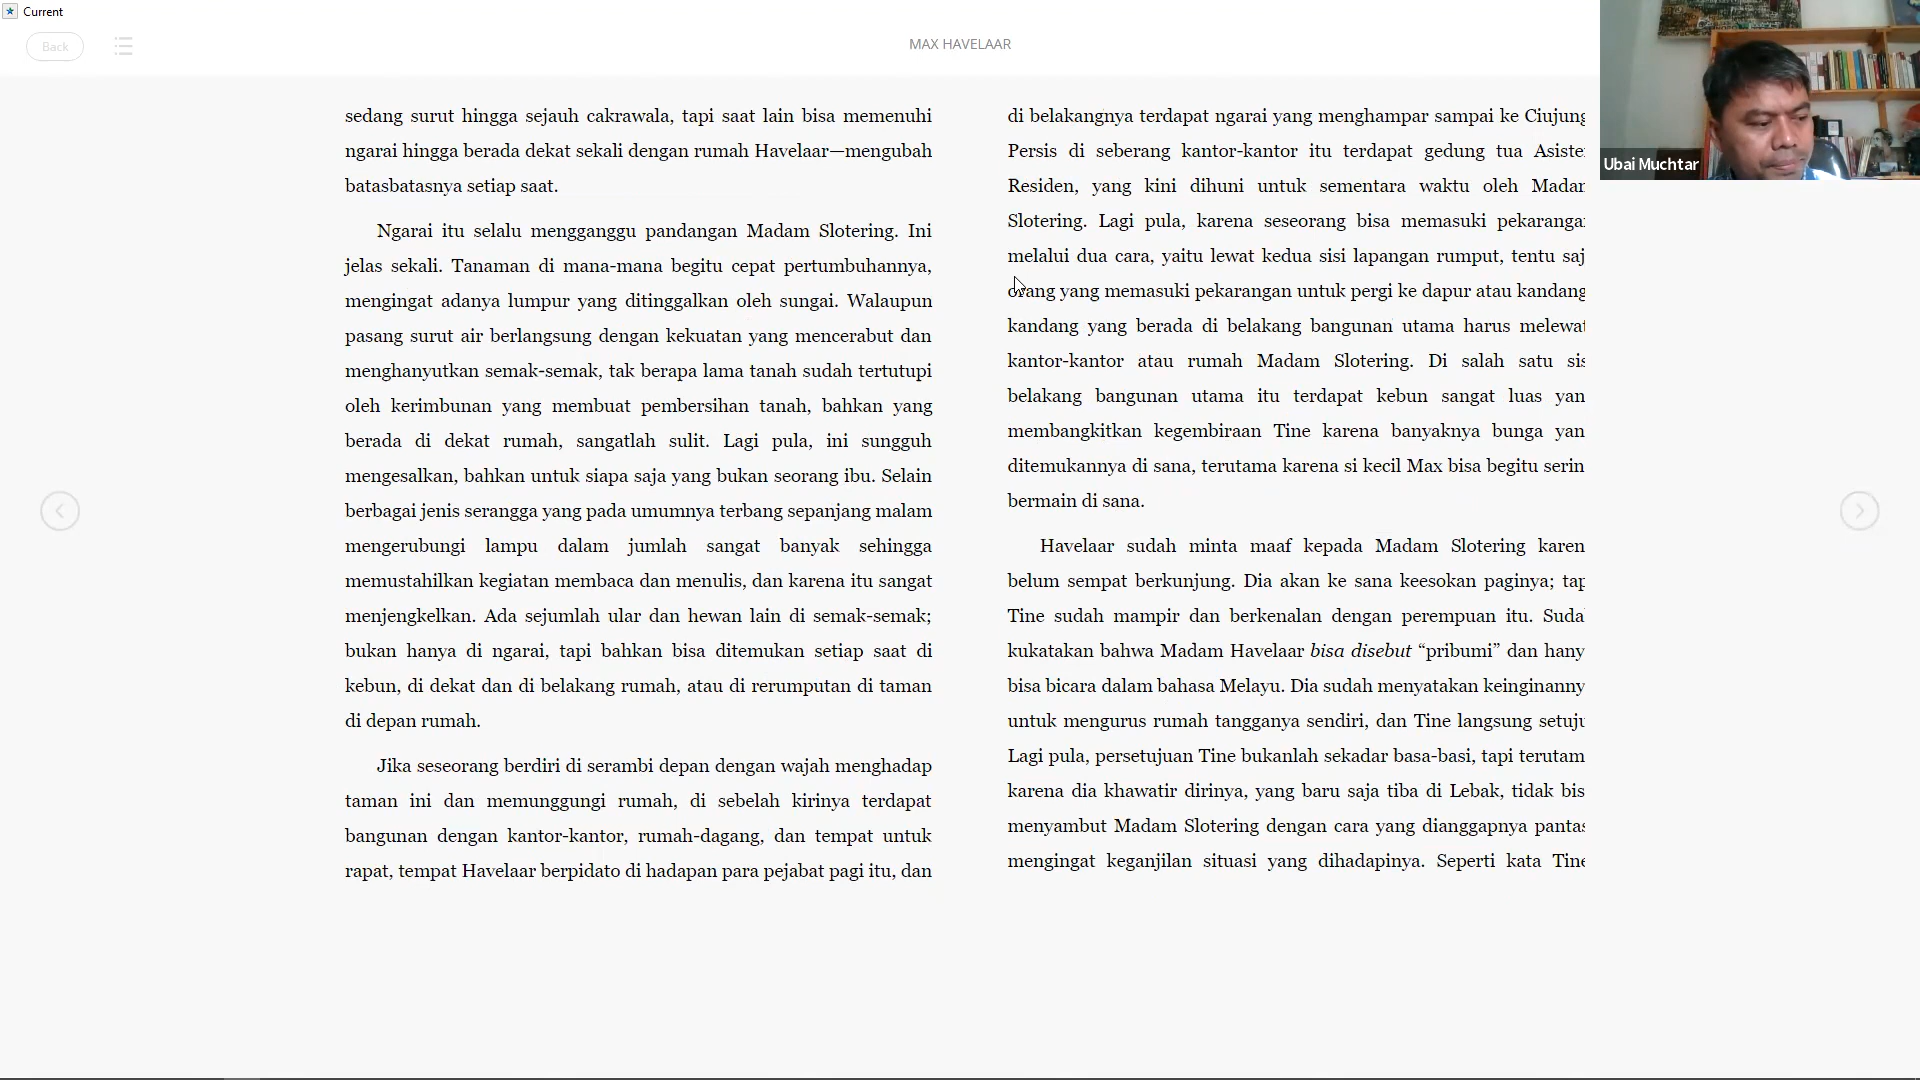 Current
Back
MAX HAVELAAR
sedang surut hingga sejauh cakrawala, tapi saat lain bisa memenuhi
ngarai hingga berada dekat sekali dengan rumah Havelaar—mengubah
batasbatasnya setiap saat.
Ngarai itu selalu mengganggu pandangan Madam Slotering. Ini
jelas sekali. Tanaman di mana-mana begitu cepat pertumbuhannya,
mengingat adanya lumpur yang ditinggalkan oleh sungai. Walaupun
pasang surut air berlangsung dengan kekuatan yang mencerabut dan
menghanyutkan semak-semak, tak berapa lama tanah sudah tertutupi
oleh kerimbunan yang membuat pembersihan tanah, bahkan yang
berada di dekat rumah, sangatlah sulit. Lagi pula, ini sungguh
mengesalkan, bahkan untuk siapa saja yang bukan seorang ibu. Selain
berbagai jenis serangga yang pada umumnya terbang sepanjang malam
mengerubungi lampu dalam jumlah sangat banyak sehingga
memustahilkan kegiatan membaca dan menulis, dan karena itu sangat
menjengkelkan. Ada sejumlah ular dan hewan lain di semak-semak;
bukan hanya di ngarai, tapi bahkan bisa ditemukan setiap saat di
kebun, di dekat dan di belakang rumah, atau di rerumputan di taman
di depan rumah.
Jika seseorang berdiri di serambi depan dengan wajah menghadap
taman ini dan memunggungi rumah, di sebelah kirinya terdapat
bangunan dengan kantor-kantor, rumah-dagang, dan tempat untuk
rapat, tempat Havelaar berpidato di hadapan para pejabat pagi itu, dan
di belakangnya terdapat ngarai yang menghampar sampai ke Ciujung
Persis di seberang kantor-kantor itu terdapat gedung tua Asiste
Residen, yang kini dihuni untuk sementara waktu oleh Madam
Slotering. Lagi pula, karena seseorang bisa memasuki pekaranga
melalui dua cara, yaitu lewat kedua sisi lapangan rumput, tentu saj
orang yang memasuki pekarangan untuk pergi ke dapur atau kandang
kandang yang berada di belakang bangunan utama harus melewat
kantor-kantor atau rumah Madam Slotering. Di salah satu sis
belakang bangunan utama itu terdapat kebun sangat luas yan
membangkitkan kegembiraan Tine karena banyaknya bunga yan
ditemukannya di sana, terutama karena si kecil Max bisa begitu serin
bermain di sana.
Havelaar sudah minta maaf kepada Madam Slotering karen
belum sempat berkunjung. Dia akan ke sana keesokan paginya; tap
Tine sudah mampir dan berkenalan dengan perempuan itu. Suda
kukatakan bahwa Madam Havelaar bisa disebut “pribumi” dan hany
bisa bicara dalam bahasa Melayu. Dia sudah menyatakan keinginanny
untuk mengurus rumah tangganya sendiri, dan Tine langsung setuju
Lagi pula, persetujuan Tine bukanlah sekadar basa-basi, tapi terutam
karena dia khawatir dirinya, yang baru saja tiba di Lebak, tidak bis
menyambut Madam Slotering dengan cara yang dianggapnya pantas
mengingat keganjilan situasi yang dihadapinya. Seperti kata Tine
Ubai Muchtar